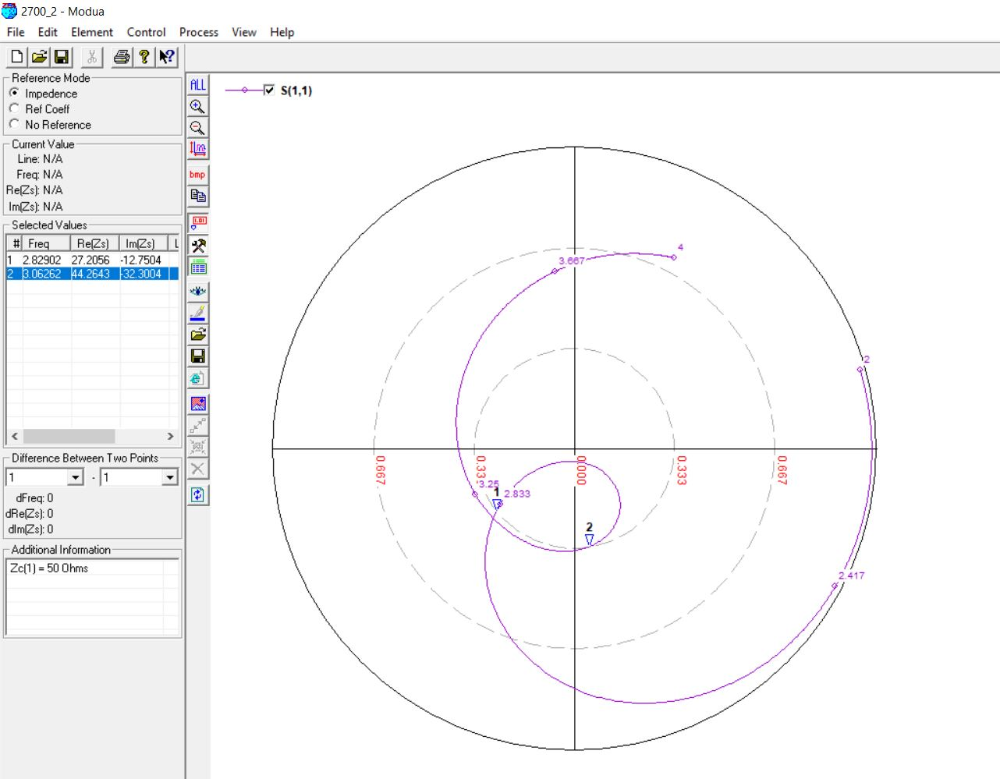 2700_2 - Modua
File Edit Element Control Process View Help
Reference Mode
Impedence
Ref Coeff
No Reference
Current Value
Line: N/A
Freq: N/A
Re(Zs): N/A
Im(Zs): N/A
Selected Values
# Freq Re(Zs) Im(Zs) L
1 2.82902 27.2056 -12.7504
2 3.06262 44.2643 -32.3004
Difference Between Two Points
1 - 1
dFreq: 0
dRe(Zs): 0
dIm(Zs): 0
Additional Information
Zc(1) = 50 Ohms
ALL
bmp
1.01
S(1,1)
4
3.667
2
0.667
0.333
0.000
0.333
0.667
3.25
1
2.833
2
2.417